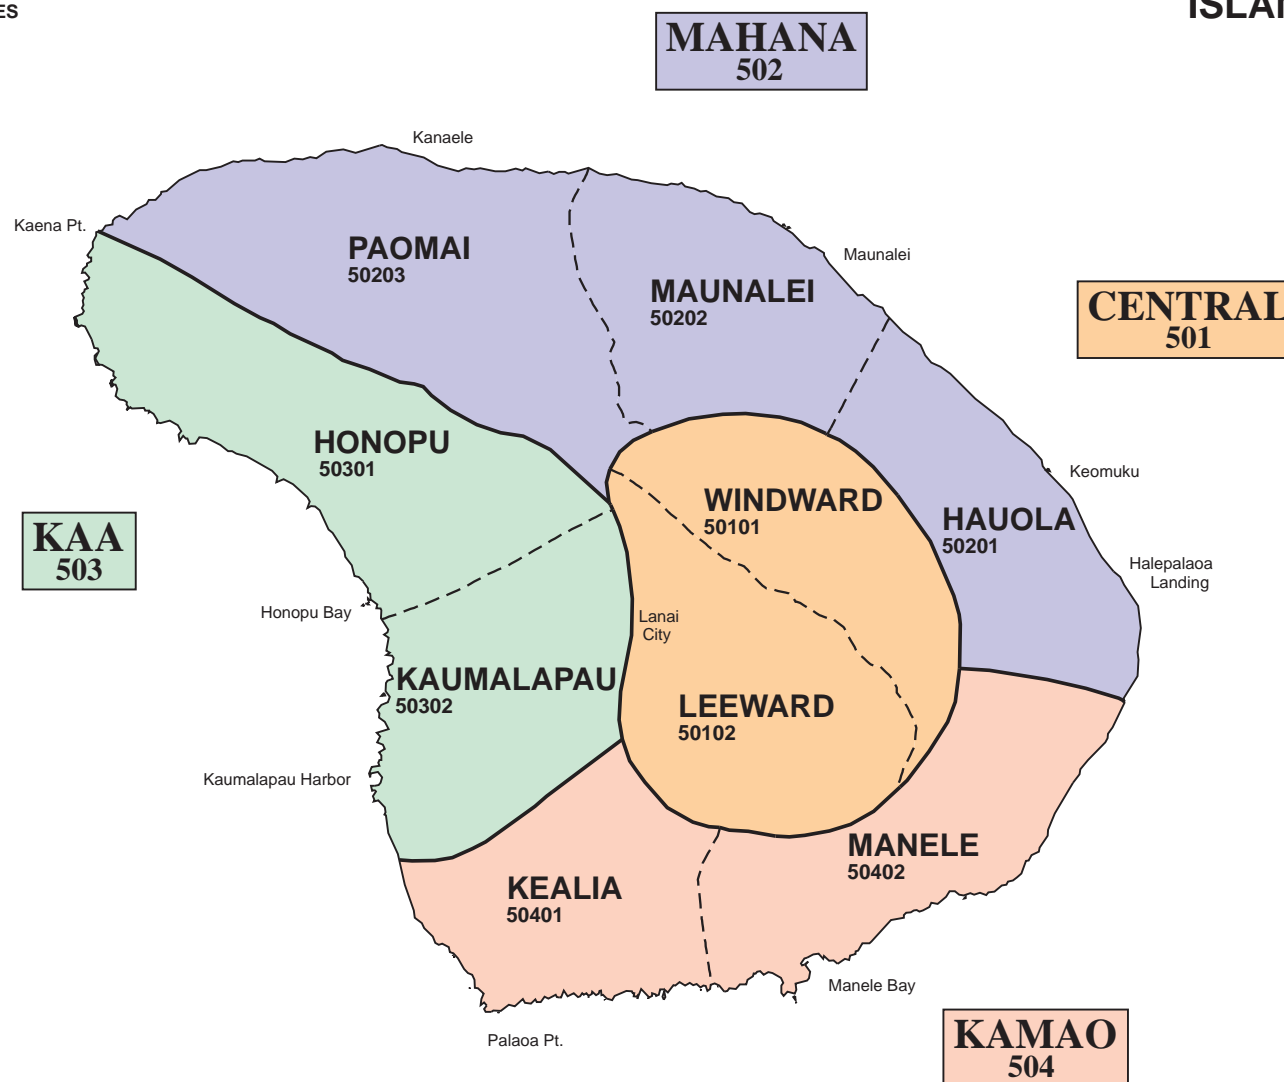 ES
ISLAN
MAHANA
502
Kanaele
Kaena Pt.
PAOMAI
50203
Maunalei
MAUNALEI
50202
CENTRAL
501
HONOPU
50301
Keomuku
WINDWARD
50101
HAUOLA
50201
KAA
503
Halepalaoa
Landing
Honopu Bay
Lanai
City
KAUMALAPAU
50302
LEEWARD
50102
Kaumalapau Harbor
MANELE
50402
KEALIA
50401
Manele Bay
Palaoa Pt.
KAMAO
504